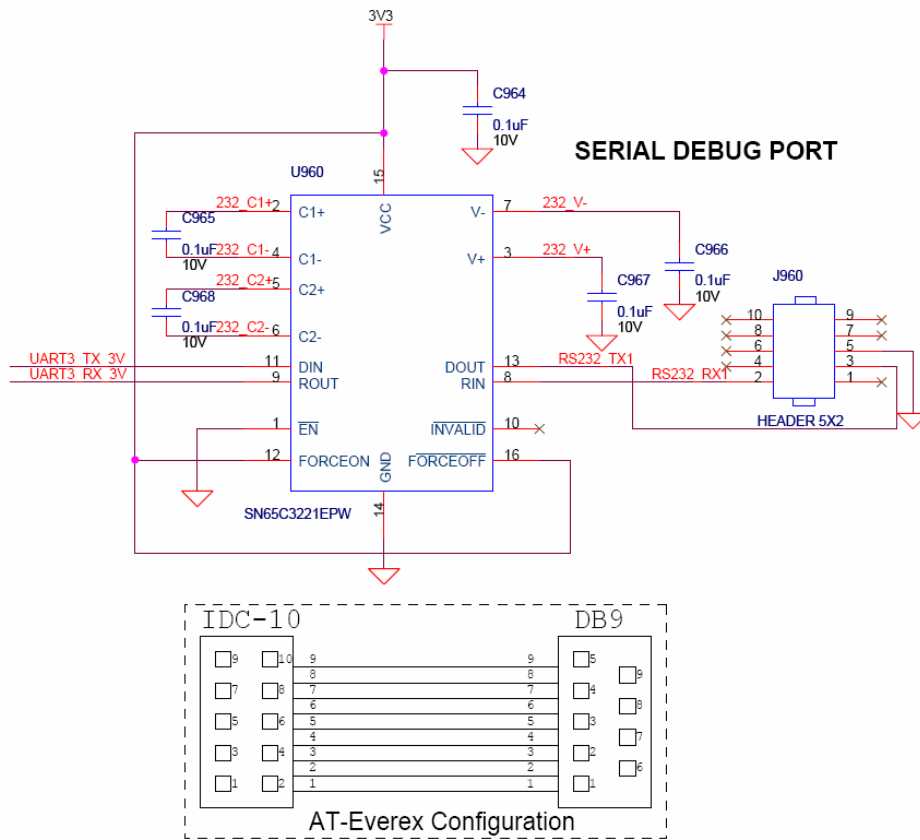 3V3
C964
0.1uF
10V
SERIAL DEBUG PORT
U960
15
VCC
232_C1+ 2 C1+
C965
0.1uF
10V
232_C1- 4 C1-
232_C2+ 5 C2+
C968
0.1uF
10V
232_C2- 6 C2-
UART3_TX_3V 11 DIN
UART3_RX_3V 9 ROUT
1 EN
12 FORCEON
GND
14
V- 7 232_V-
V+ 3 232_V+
C966
0.1uF
10V
C967
0.1uF
10V
DOUT 13 RS232_TX1
RIN 8 RS232_RX1
INVALID 10
FORCEOFF 16
SN65C3221EPW
J960
10 9
8 7
6 5
4 3
2 1
HEADER 5X2
IDC-10 DB9
9 10 9 9 5
8 8 9
7 8 7 7 4
6 6 8
5 6 5 5 3
4 4 7
3 4 3 3 2
2 2 6
1 2 1 1 1
AT-Everex Configuration